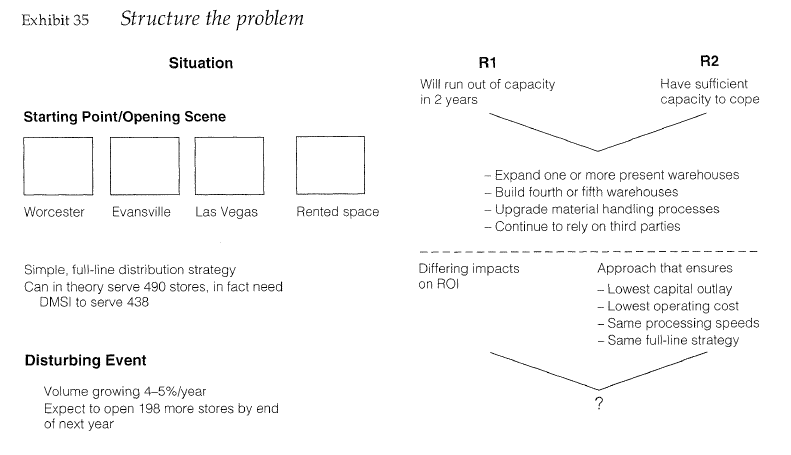 Exhibit 35 Structure the problem
Situation
Starting Point/Opening Scene
Worcester Evansville Las Vegas Rented space
Simple, full-line distribution strategy
Can in theory serve 490 stores, in fact need
DMSI to serve 438
Disturbing Event
Volume growing 4–5%/year
Expect to open 198 more stores by end
of next year
R1 R2
Will run out of capacity
in 2 years
Have sufficient
capacity to cope
– Expand one or more present warehouses
– Build fourth or fifth warehouses
– Upgrade material handling processes
– Continue to rely on third parties
Differing impacts
on ROI
Approach that ensures
– Lowest capital outlay
– Lowest operating cost
– Same processing speeds
– Same full-line strategy
?